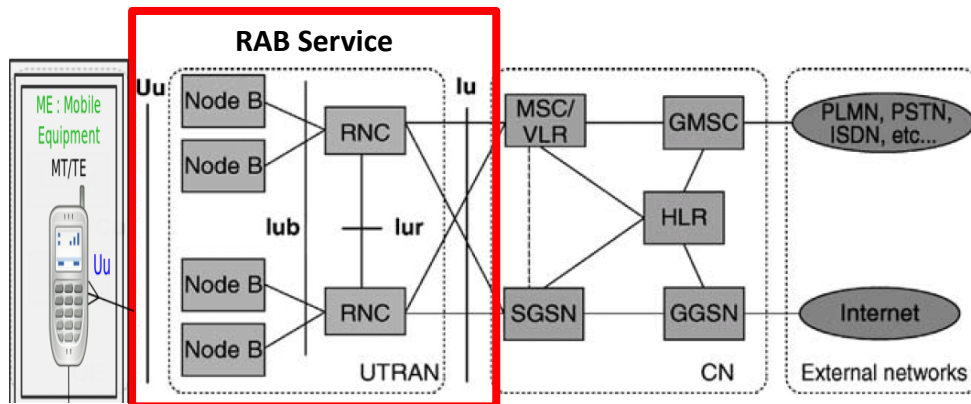 RAB Service
ME : Mobile
Equipment
MT/TE
Uu
Uu
Node B
Node B
RNC
Iub
Iur
Node B
Node B
RNC
UTRAN
Iu
MSC/
VLR
GMSC
HLR
SGSN
GGSN
CN
PLMN, PSTN,
ISDN, etc...
Internet
External networks